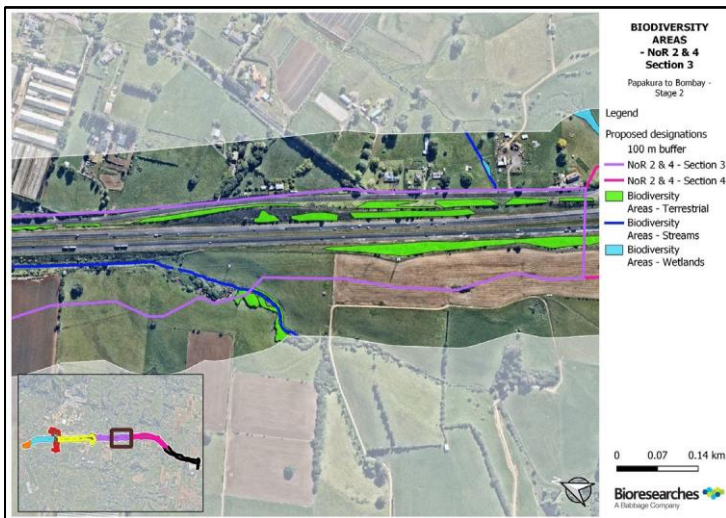 BIODIVERSITY
AREAS
- NoR 2 & 4
Section 3
Papakura to Bombay -
Stage 2
Legend
Proposed designations
100 m buffer
NoR 2 & 4 - Section 3
NoR 2 & 4 - Section 4
Biodiversity
Areas - Terrestrial
Biodiversity
Areas - Streams
Biodiversity
Areas - Wetlands
0 0.07 0.14 km
Bioresearches
A Babbage Company